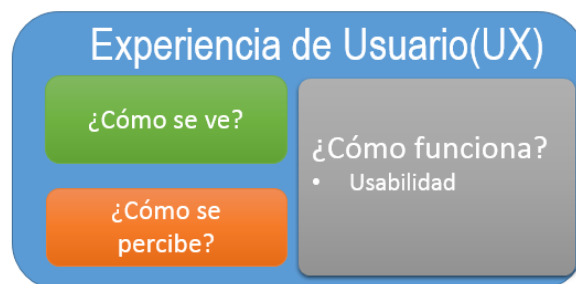 Experiencia de Usuario(UX)
¿Cómo se ve?
¿Cómo se
percibe?
¿Cómo funciona?
• Usabilidad